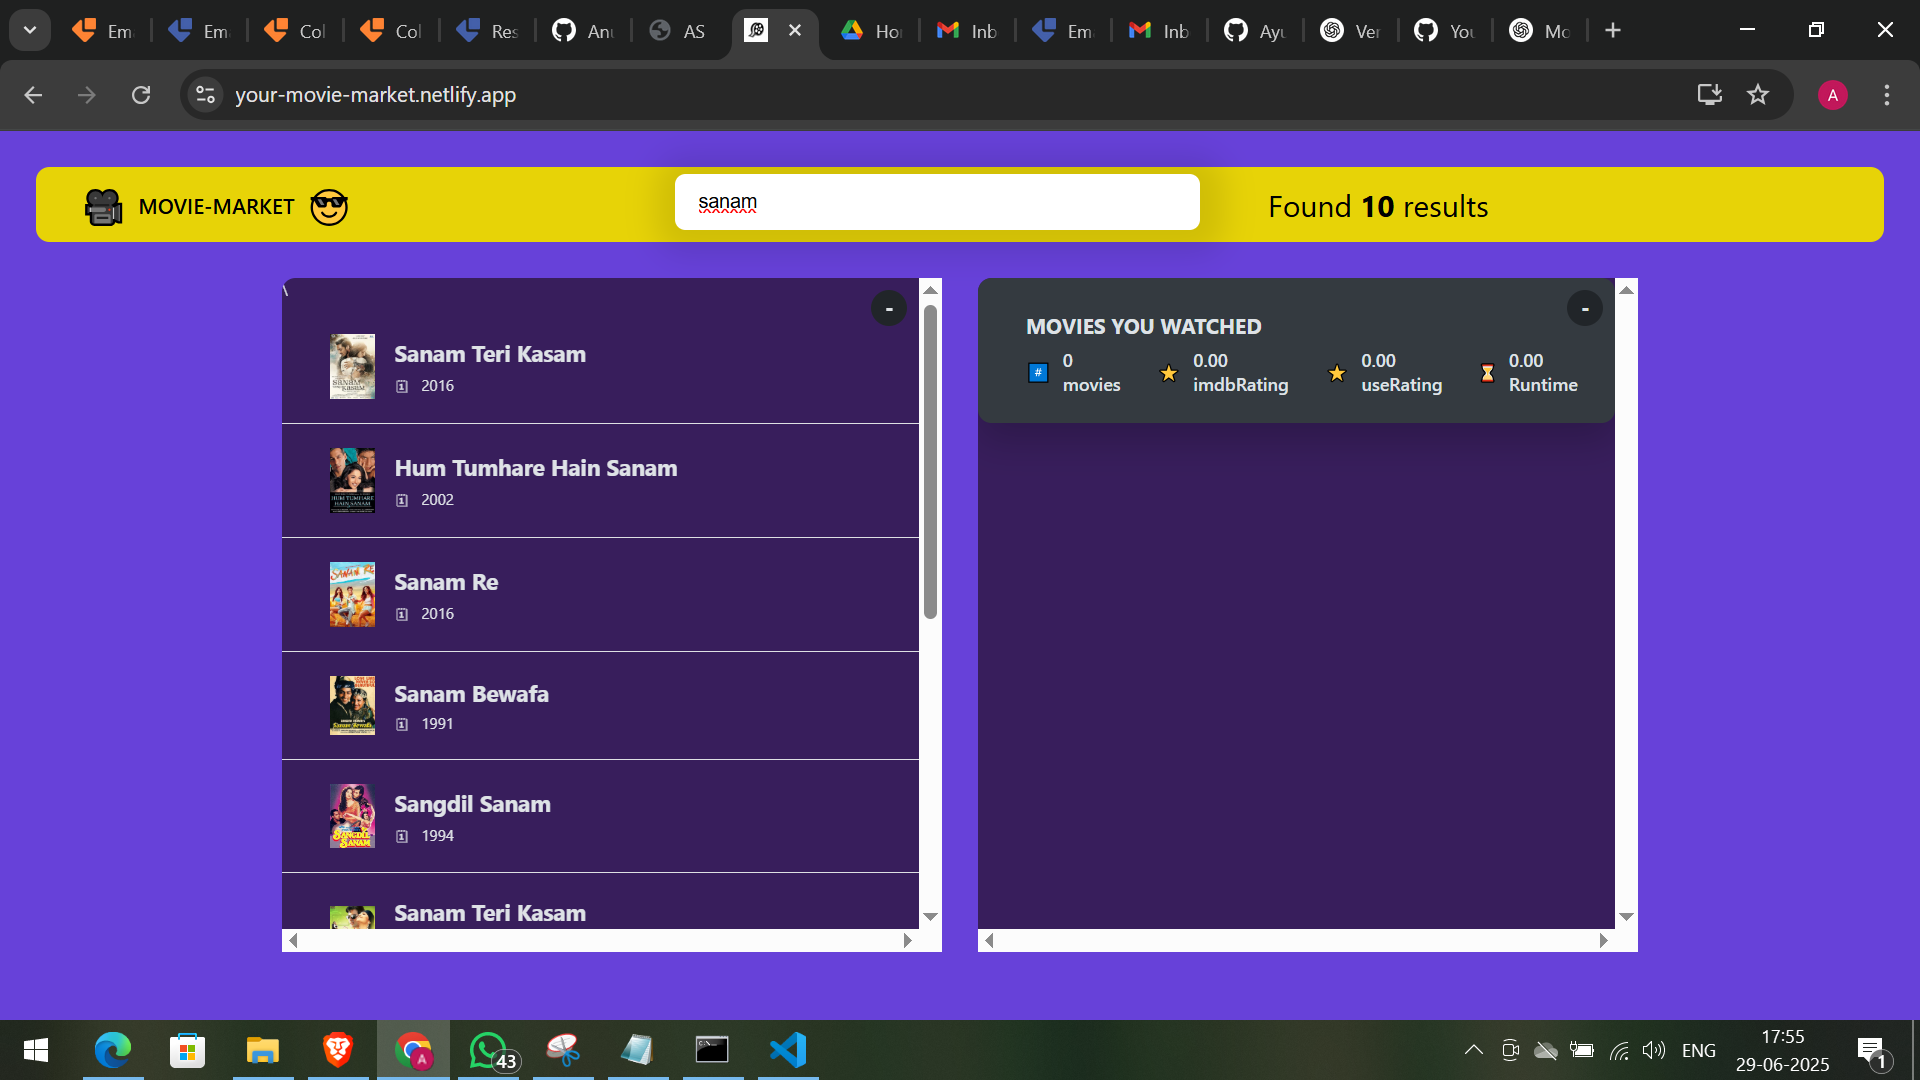 Em
Em
Col
Col
Res
Anu
AS
Hor
Inb
Em
Inb
Ayu
Ver
You
Mo
your-movie-market.netlify.app
A
MOVIE-MARKET
sanam
Found 10 results
\
-
Sanam Teri Kasam
2016
Hum Tumhare Hain Sanam
2002
Sanam Re
2016
Sanam Bewafa
1991
Sangdil Sanam
1994
Sanam Teri Kasam
-
MOVIES YOU WATCHED
# 0 movies
0.00 imdbRating
0.00 useRating
0.00 Runtime
A
43
ENG
17:55
29-06-2025
1